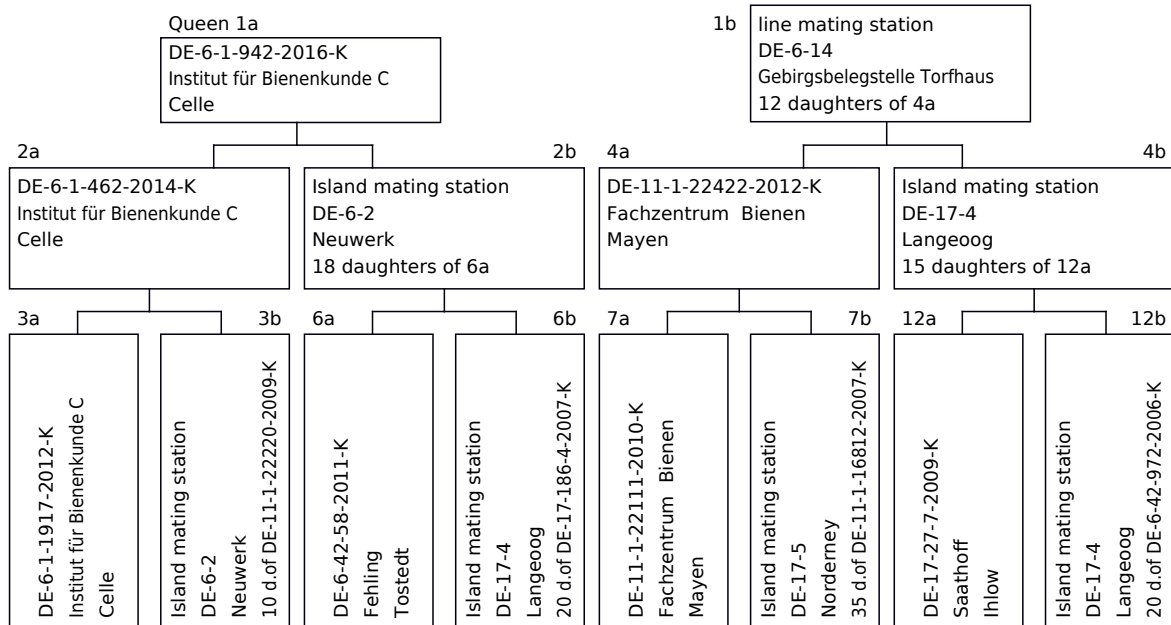 Queen 1a
DE-6-1-942-2016-K
Institut für Bienenkunde C
Celle
1b
line mating station
DE-6-14
Gebirgsbelegstelle Torfhaus
12 daughters of 4a
2a
DE-6-1-462-2014-K
Institut für Bienenkunde C
Celle
2b
Island mating station
DE-6-2
Neuwerk
18 daughters of 6a
4a
DE-11-1-22422-2012-K
Fachzentrum Bienen
Mayen
4b
Island mating station
DE-17-4
Langeoog
15 daughters of 12a
3a
DE-6-1-1917-2012-K
Institut für Bienenkunde C
Celle
3b
Island mating station
DE-6-2
Neuwerk
10 d.of DE-11-1-22220-2009-K
6a
DE-6-42-58-2011-K
Fehling
Tostedt
6b
Island mating station
DE-17-4
Langeoog
20 d.of DE-17-186-4-2007-K
7a
DE-11-1-22111-2010-K
Fachzentrum Bienen
Mayen
7b
Island mating station
DE-17-5
Norderney
35 d.of DE-11-1-16812-2007-K
12a
DE-17-27-7-2009-K
Saathoff
Ihlow
12b
Island mating station
DE-17-4
Langeoog
20 d.of DE-6-42-972-2006-K